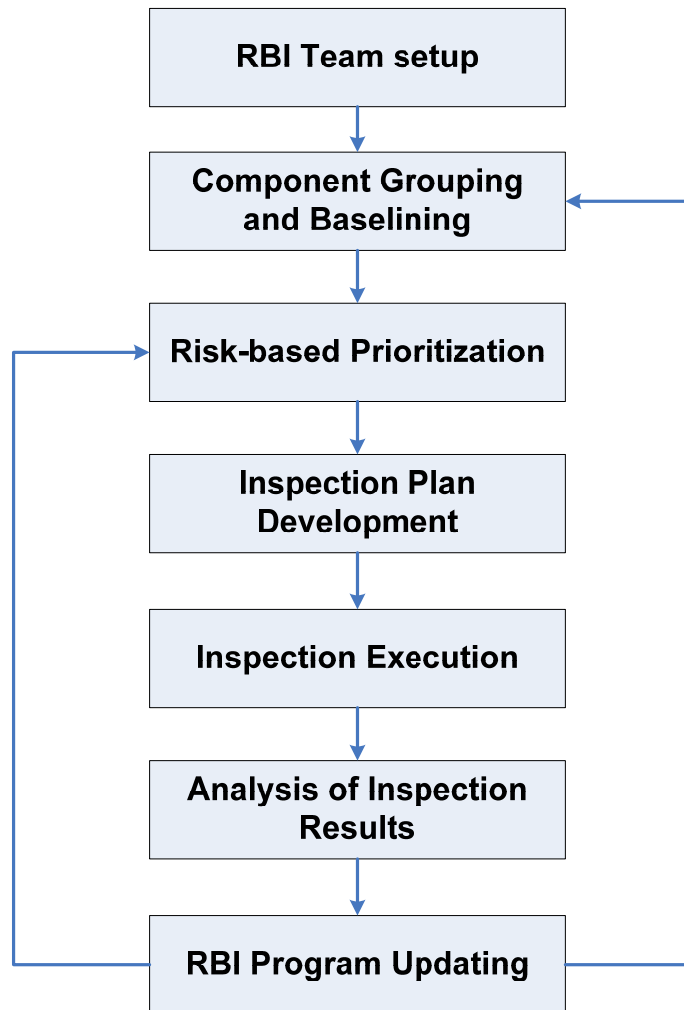 RBI Team setup
Component Grouping
and Baselining
Risk-based Prioritization
Inspection Plan
Development
Inspection Execution
Analysis of Inspection
Results
RBI Program Updating